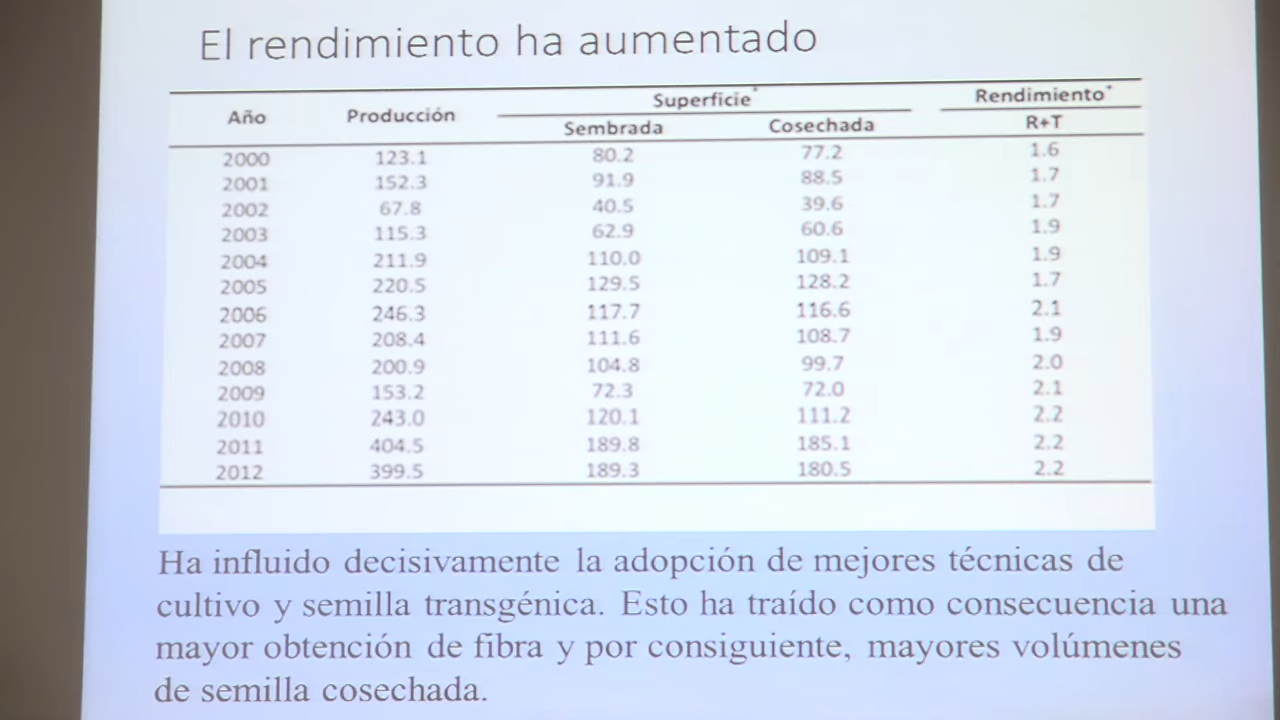 El rendimiento ha aumentado
Año Producción Superficie* Rendimiento*
Sembrada Cosechada R+T
2000 123.1 80.2 77.2 1.6
2001 152.3 91.9 88.5 1.7
2002 67.8 40.5 39.6 1.7
2003 115.3 62.9 60.6 1.9
2004 211.9 110.0 109.1 1.9
2005 220.5 129.5 128.2 1.7
2006 246.3 117.7 116.6 2.1
2007 208.4 111.6 108.7 1.9
2008 200.9 104.8 99.7 2.0
2009 153.2 72.3 72.0 2.1
2010 243.0 120.1 111.2 2.2
2011 404.5 189.8 185.1 2.2
2012 399.5 189.3 180.5 2.2
Ha influido decisivamente la adopción de mejores técnicas de
cultivo y semilla transgénica. Esto ha traído como consecuencia una
mayor obtención de fibra y por consiguiente, mayores volúmenes
de semilla cosechada.